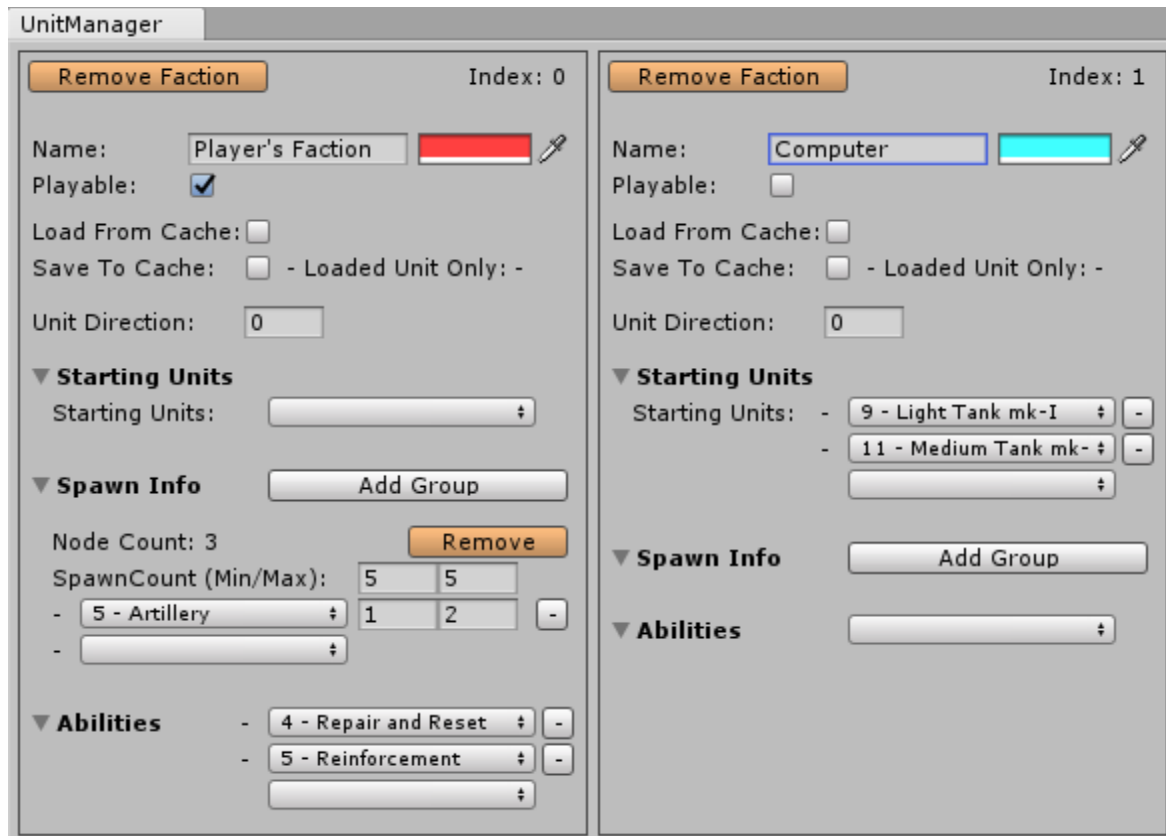 UnitManager
Remove Faction Index: 0
Name: Player's Faction
Playable:
Load From Cache:
Save To Cache: - Loaded Unit Only: -
Unit Direction: 0
Starting Units
Starting Units:
Spawn Info Add Group
Node Count: 3 Remove
SpawnCount (Min/Max): 5 5
- 5 - Artillery 1 2 -
-
Abilities - 4 - Repair and Reset -
- 5 - Reinforcement -
Remove Faction Index: 1
Name: Computer
Playable:
Load From Cache:
Save To Cache: - Loaded Unit Only: -
Unit Direction: 0
Starting Units
Starting Units: - 9 - Light Tank mk-I -
- 11 - Medium Tank mk- -
Spawn Info Add Group
Abilities